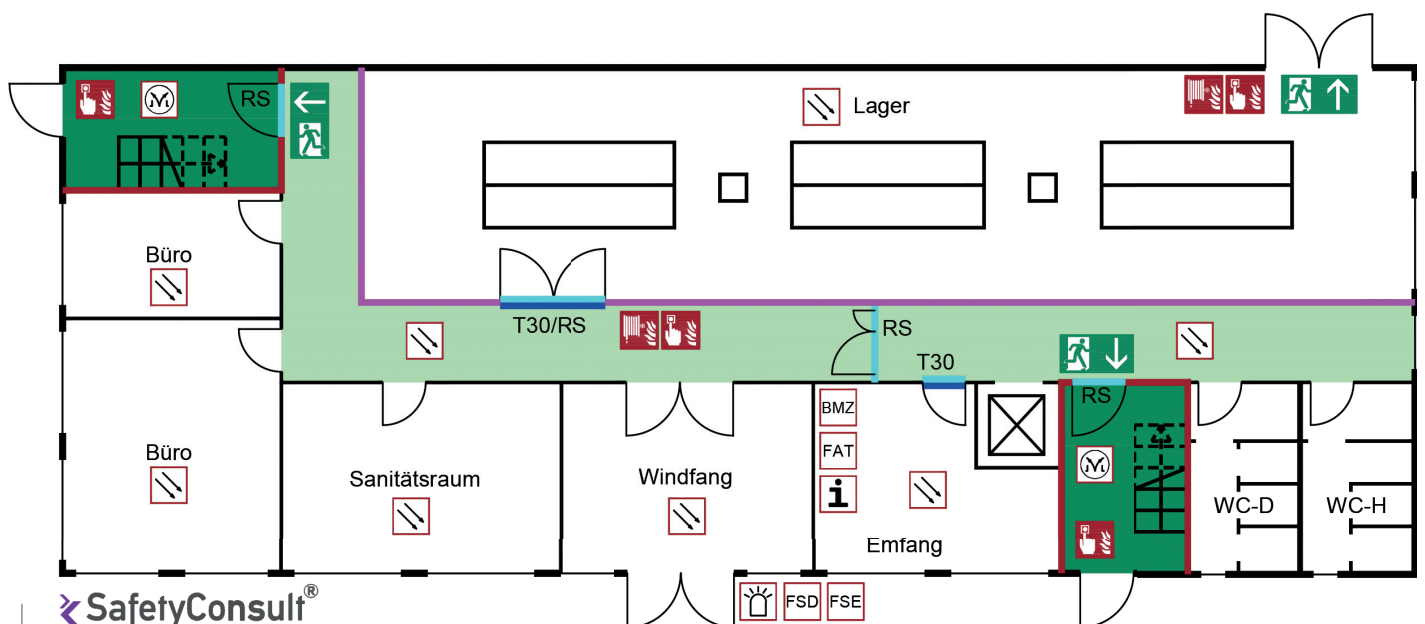 RS
Lager
Büro
T30/RS
RS
T30
RS
BMZ
Büro
FAT
Sanitätsraum
Windfang
i
WC-D
WC-H
Emfang
FSD
FSE
SafetyConsult®